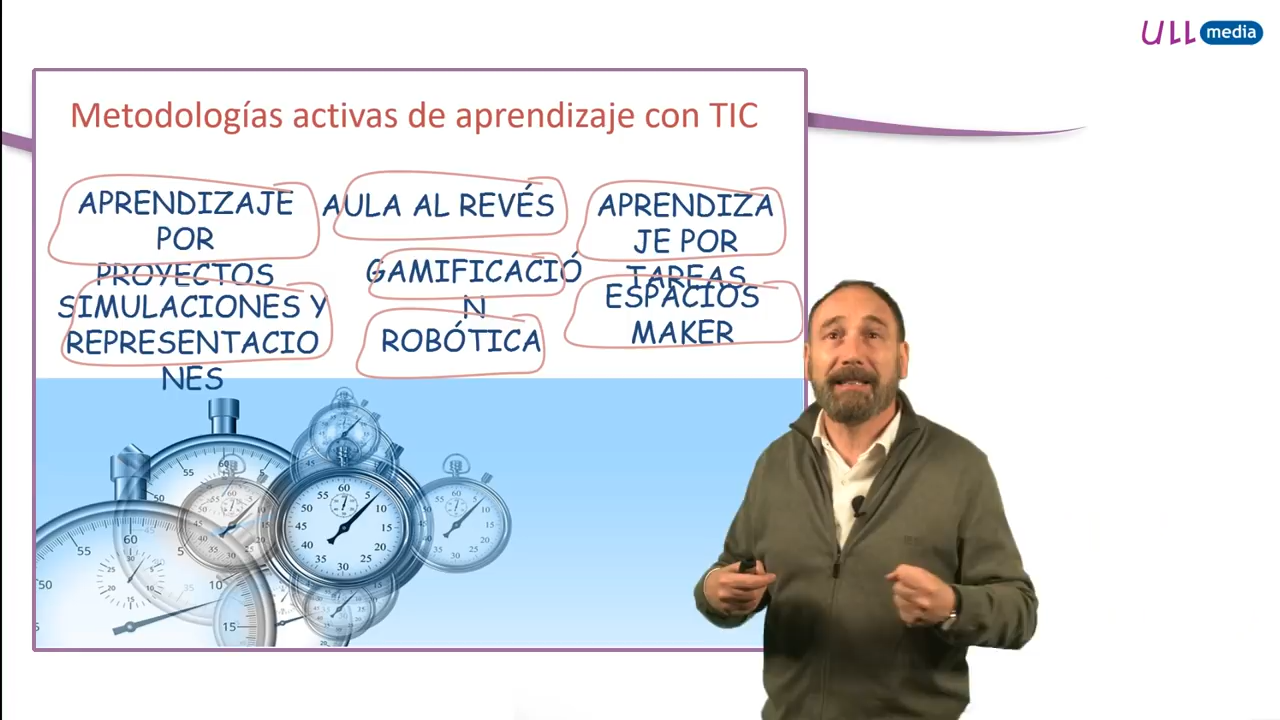 ULL media
Metodologías activas de aprendizaje con TIC
APRENDIZAJE
POR
PROYECTOS
AULA AL REVÉS
APRENDIZA
JE POR
TAREAS
GAMIFICACIÓ
N
SIMULACIONES Y
REPRESENTACIO
NES
ROBÓTICA
ESPACIOS
MAKER